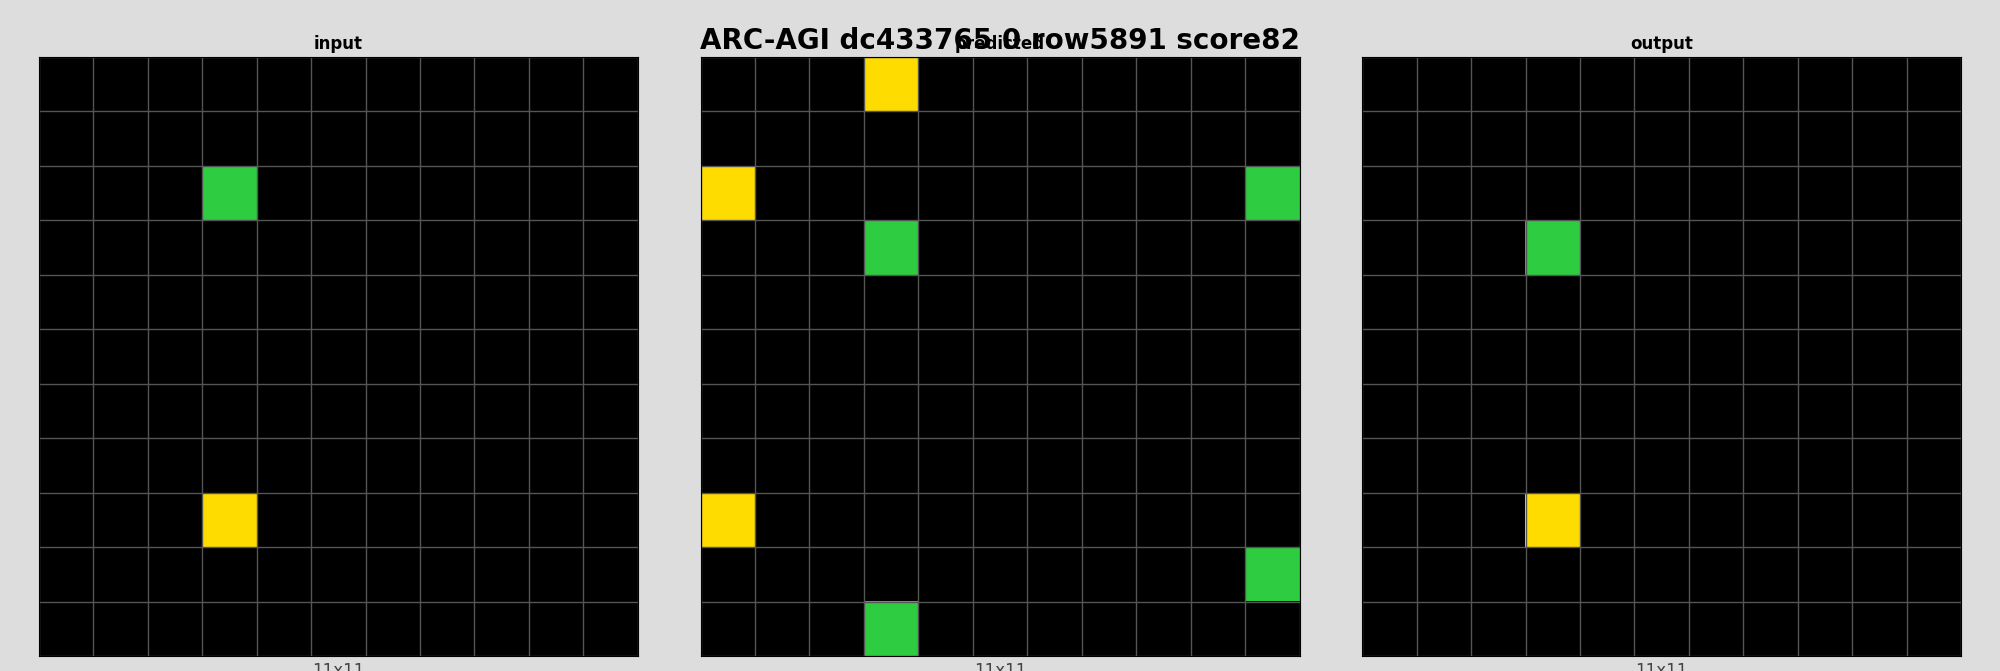 ARC-AGI dc433765 0 row5891 score82
input
predicted
output
11x11
11x11
11x11